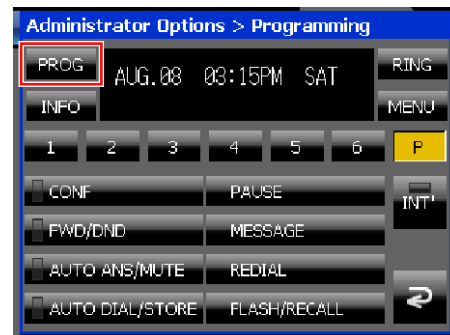 Administrator Options > Programming
PROG
AUG.08 03:15PM SAT
RING
INFO
MENU
1 2 3 4 5 6 P
CONF
PAUSE
INT'
FWD/DND
MESSAGE
AUTO ANS/MUTE
REDIAL
AUTO DIAL/STORE
FLASH/RECALL